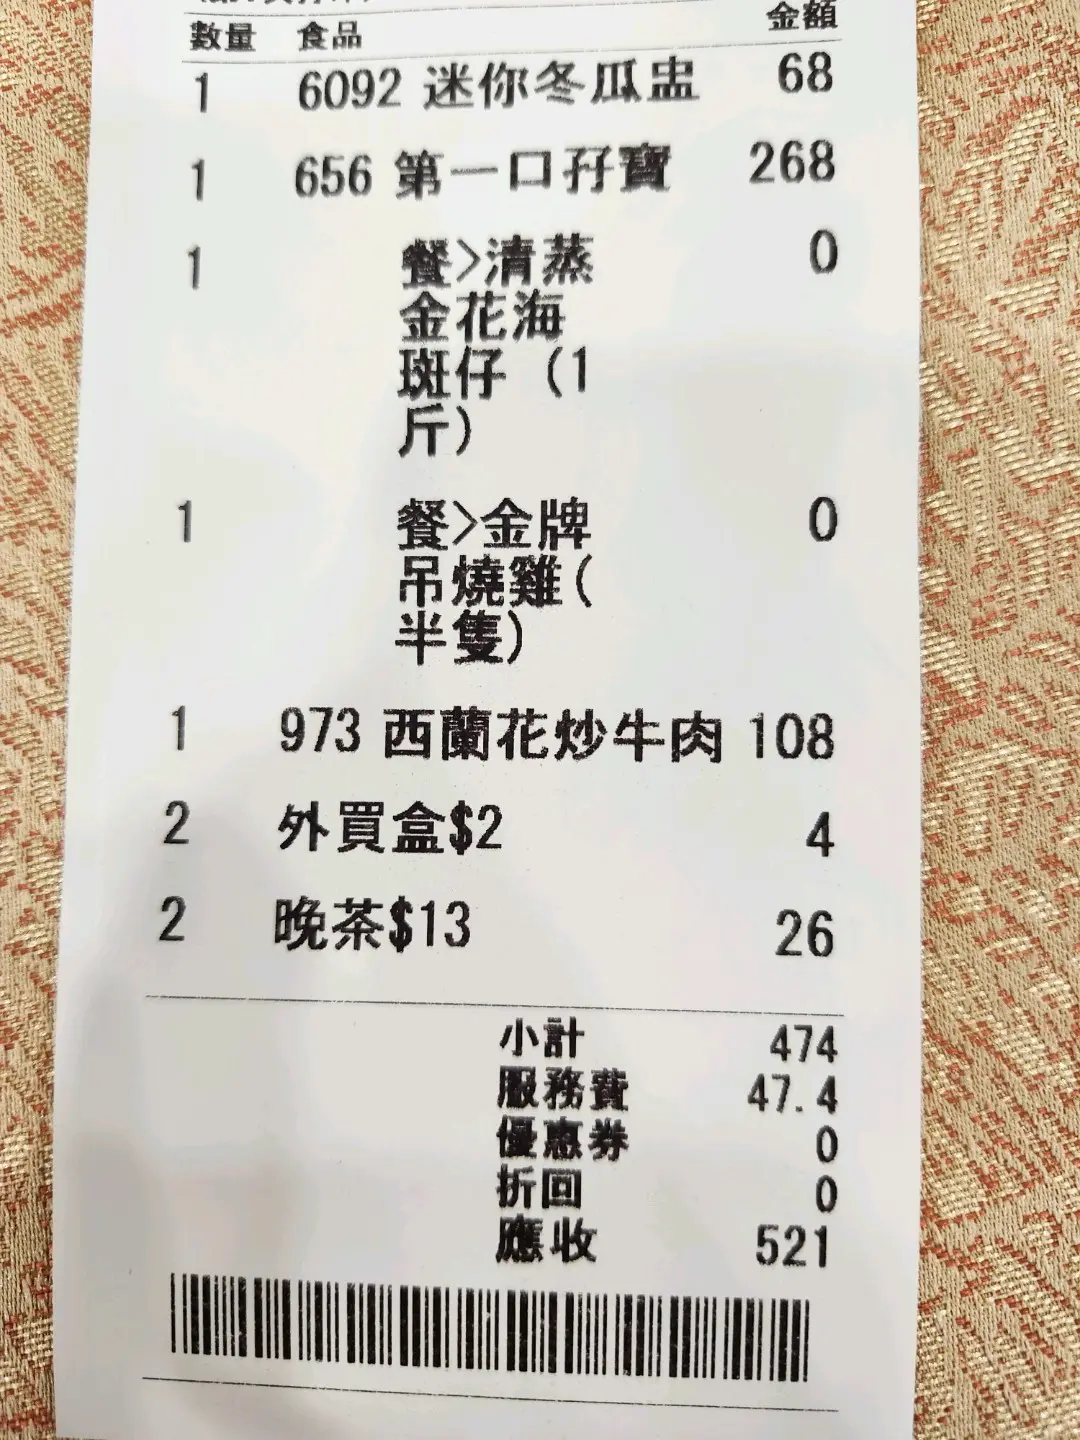 數量 食品 金額
1 6092 迷你冬瓜盅 68
1 656 第一口孖寶 268
1 餐>清蒸 0
金花海
斑仔 (1
斤)
1 餐>金牌 0
吊燒雞(
半隻)
1 973 西蘭花炒牛肉 108
2 外買盒$2 4
2 晚茶$13 26
小計 474
服務費 47.4
優惠券 0
折回 0
應收 521